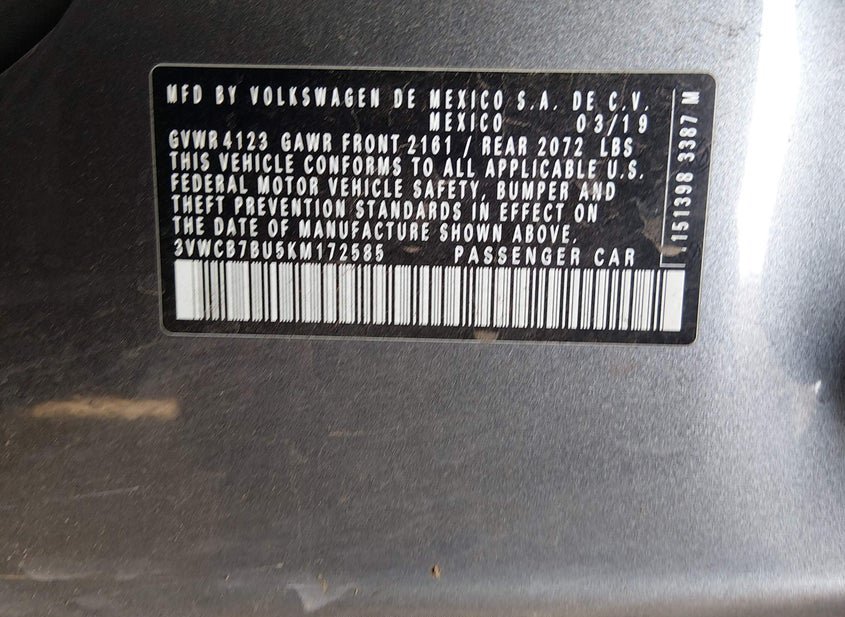 MFD BY VOLKSWAGEN DE MEXICO S.A. DE C.V.
MEXICO 03/19
GVWR 4123 GAWR FRONT 2161 / REAR 2072 LBS
THIS VEHICLE CONFORMS TO ALL APPLICABLE U.S.
FEDERAL MOTOR VEHICLE SAFETY, BUMPER AND
THEFT PREVENTION STANDARDS IN EFFECT ON
THE DATE OF MANUFACTURE SHOWN ABOVE.
3VWCB7BU5KM172585 PASSENGER CAR
1151398 3387 M